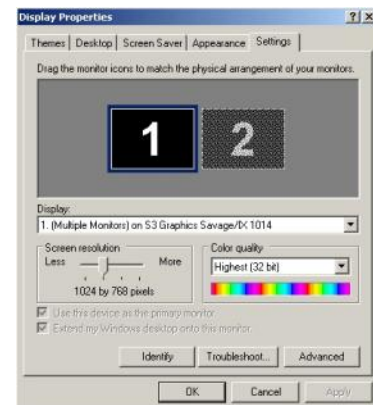 Display Properties
Themes Desktop Screen Saver Appearance Settings
Drag the monitor icons to match the physical arrangement of your monitors.
1 2
Display:
1. (Multiple Monitors) on S3 Graphics Savage/IX 1014
Screen resolution
Less More
1024 by 768 pixels
Color quality
Highest (32 bit)
Use this device as the primary monitor.
Extend my Windows desktop onto this monitor.
Identify Troubleshoot... Advanced
OK Cancel Apply